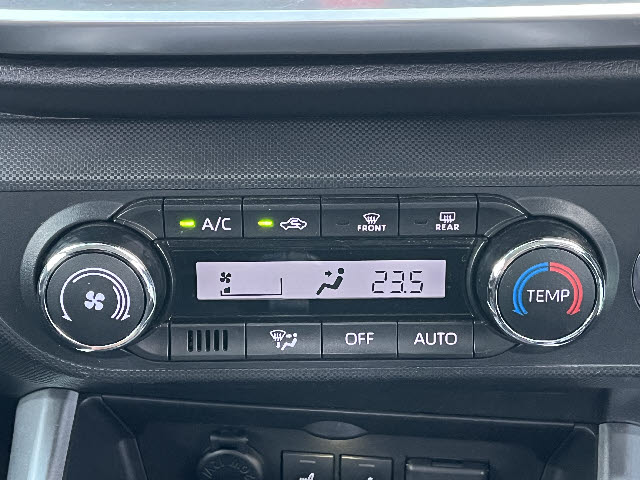 A/C
FRONT
REAR
23.5
TEMP
OFF
AUTO